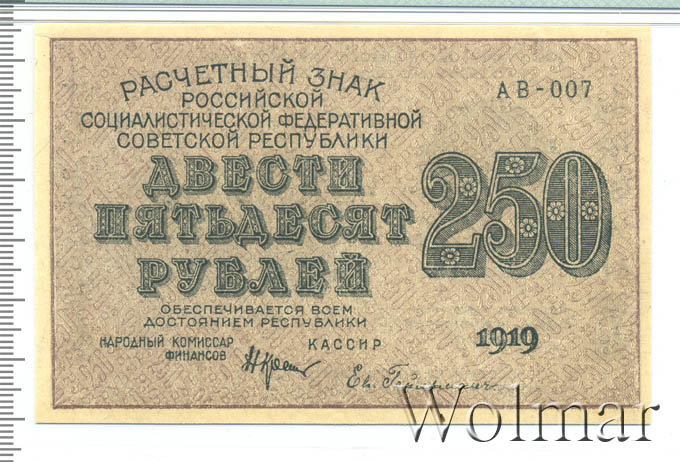 РАСЧЕТНЫЙ ЗНАК
РОССИЙСКОЙ
СОЦИАЛИСТИЧЕСКОЙ ФЕДЕРАТИВНОЙ
СОВЕТСКОЙ РЕСПУБЛИКИ
АВ-007
ДВЕСТИ
ПЯТЬДЕСЯТ
РУБЛЕЙ
250
ОБЕСПЕЧИВАЕТСЯ ВСЕМ
ДОСТОЯНИЕМ РЕСПУБЛИКИ
НАРОДНЫЙ КОМИССАР
ФИНАНСОВ
КАССИР
1919
Wolmar